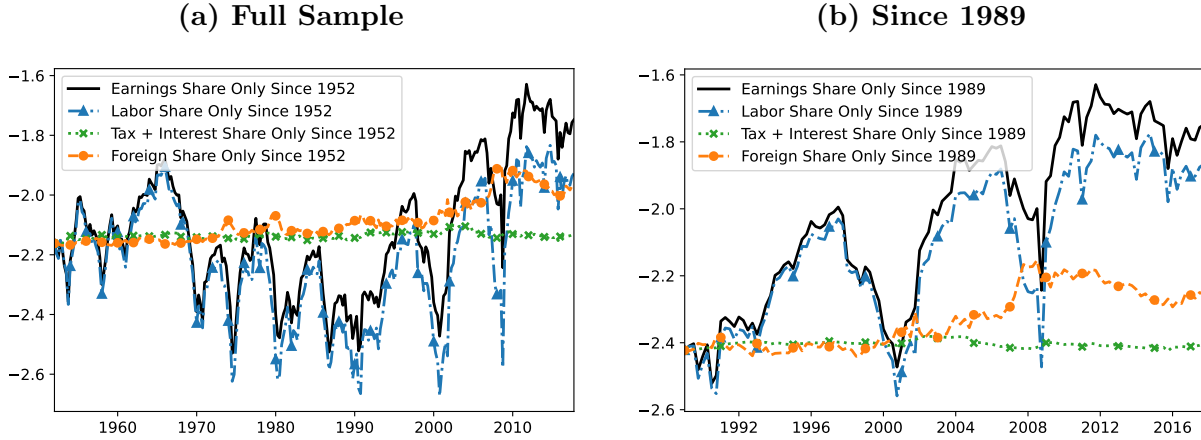 (a) Full Sample
−1.6
−1.8
−2.0
−2.2
−2.4
−2.6
Earnings Share Only Since 1952
Labor Share Only Since 1952
Tax + Interest Share Only Since 1952
Foreign Share Only Since 1952
1960
1970
1980
1990
2000
2010
(b) Since 1989
−1.6
−1.8
−2.0
−2.2
−2.4
−2.6
Earnings Share Only Since 1989
Labor Share Only Since 1989
Tax + Interest Share Only Since 1989
Foreign Share Only Since 1989
1992
1996
2000
2004
2008
2012
2016